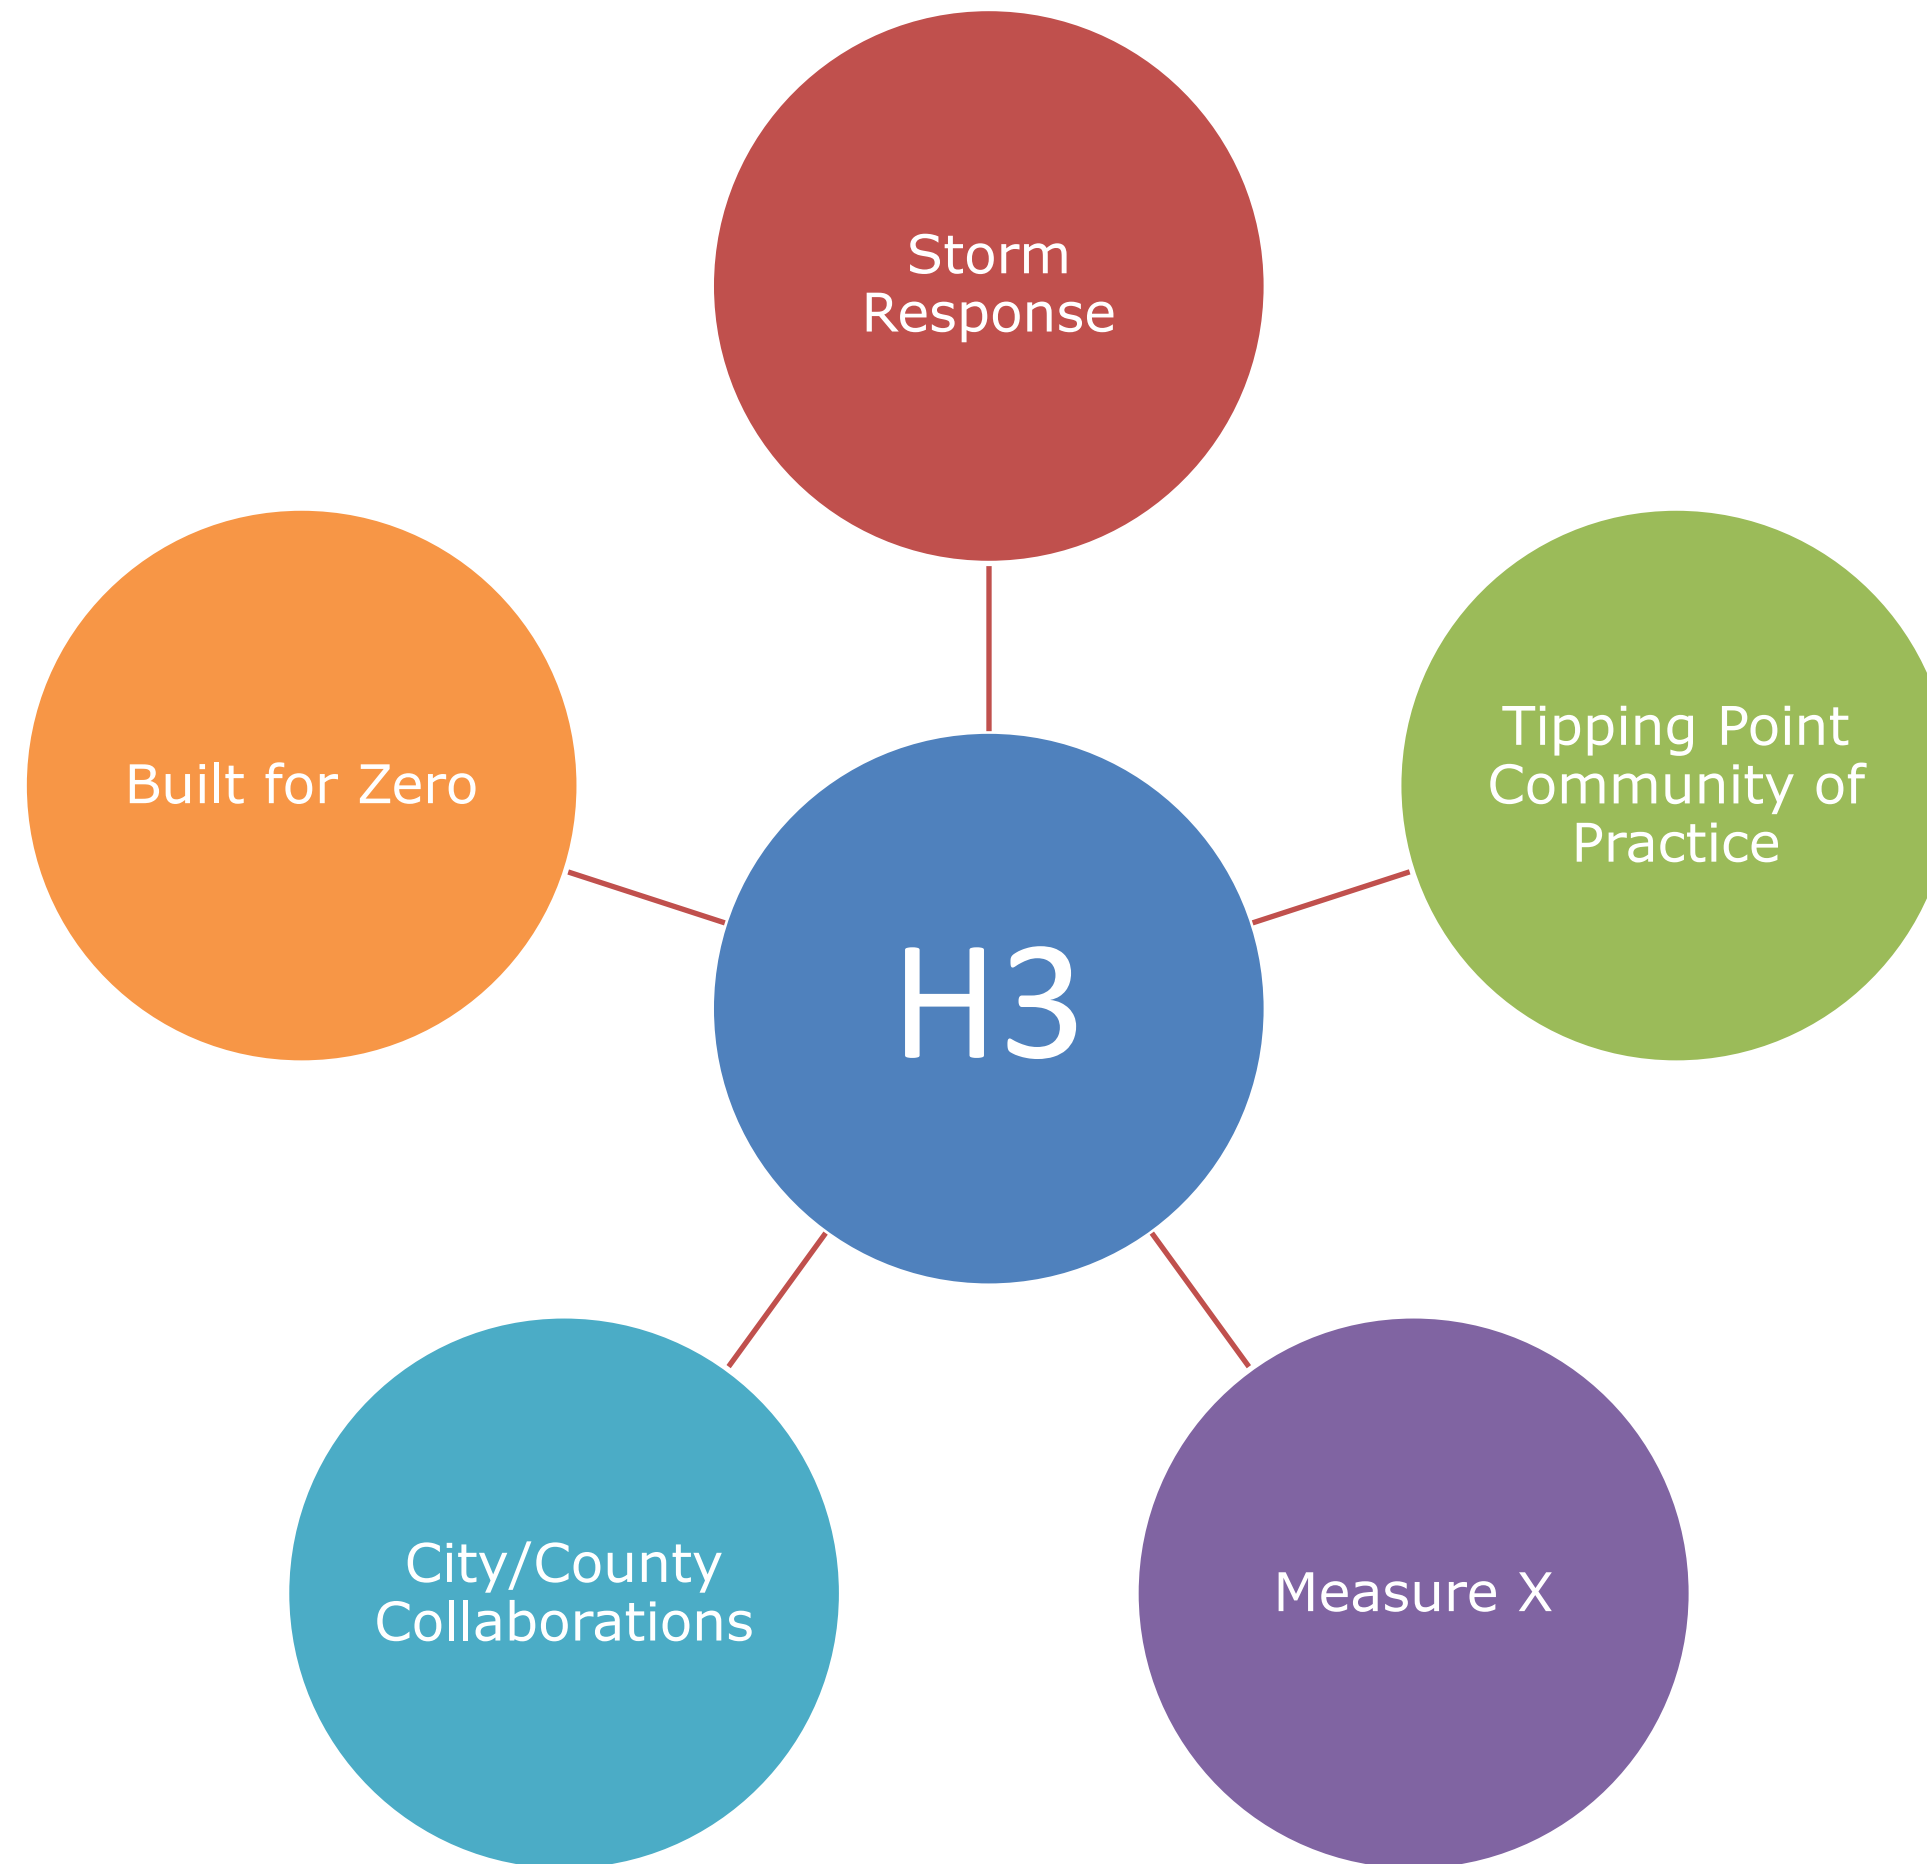 Storm
Response
Tipping Point
Community of
Practice
Measure X
City/County
Collaborations
Built for Zero
H3